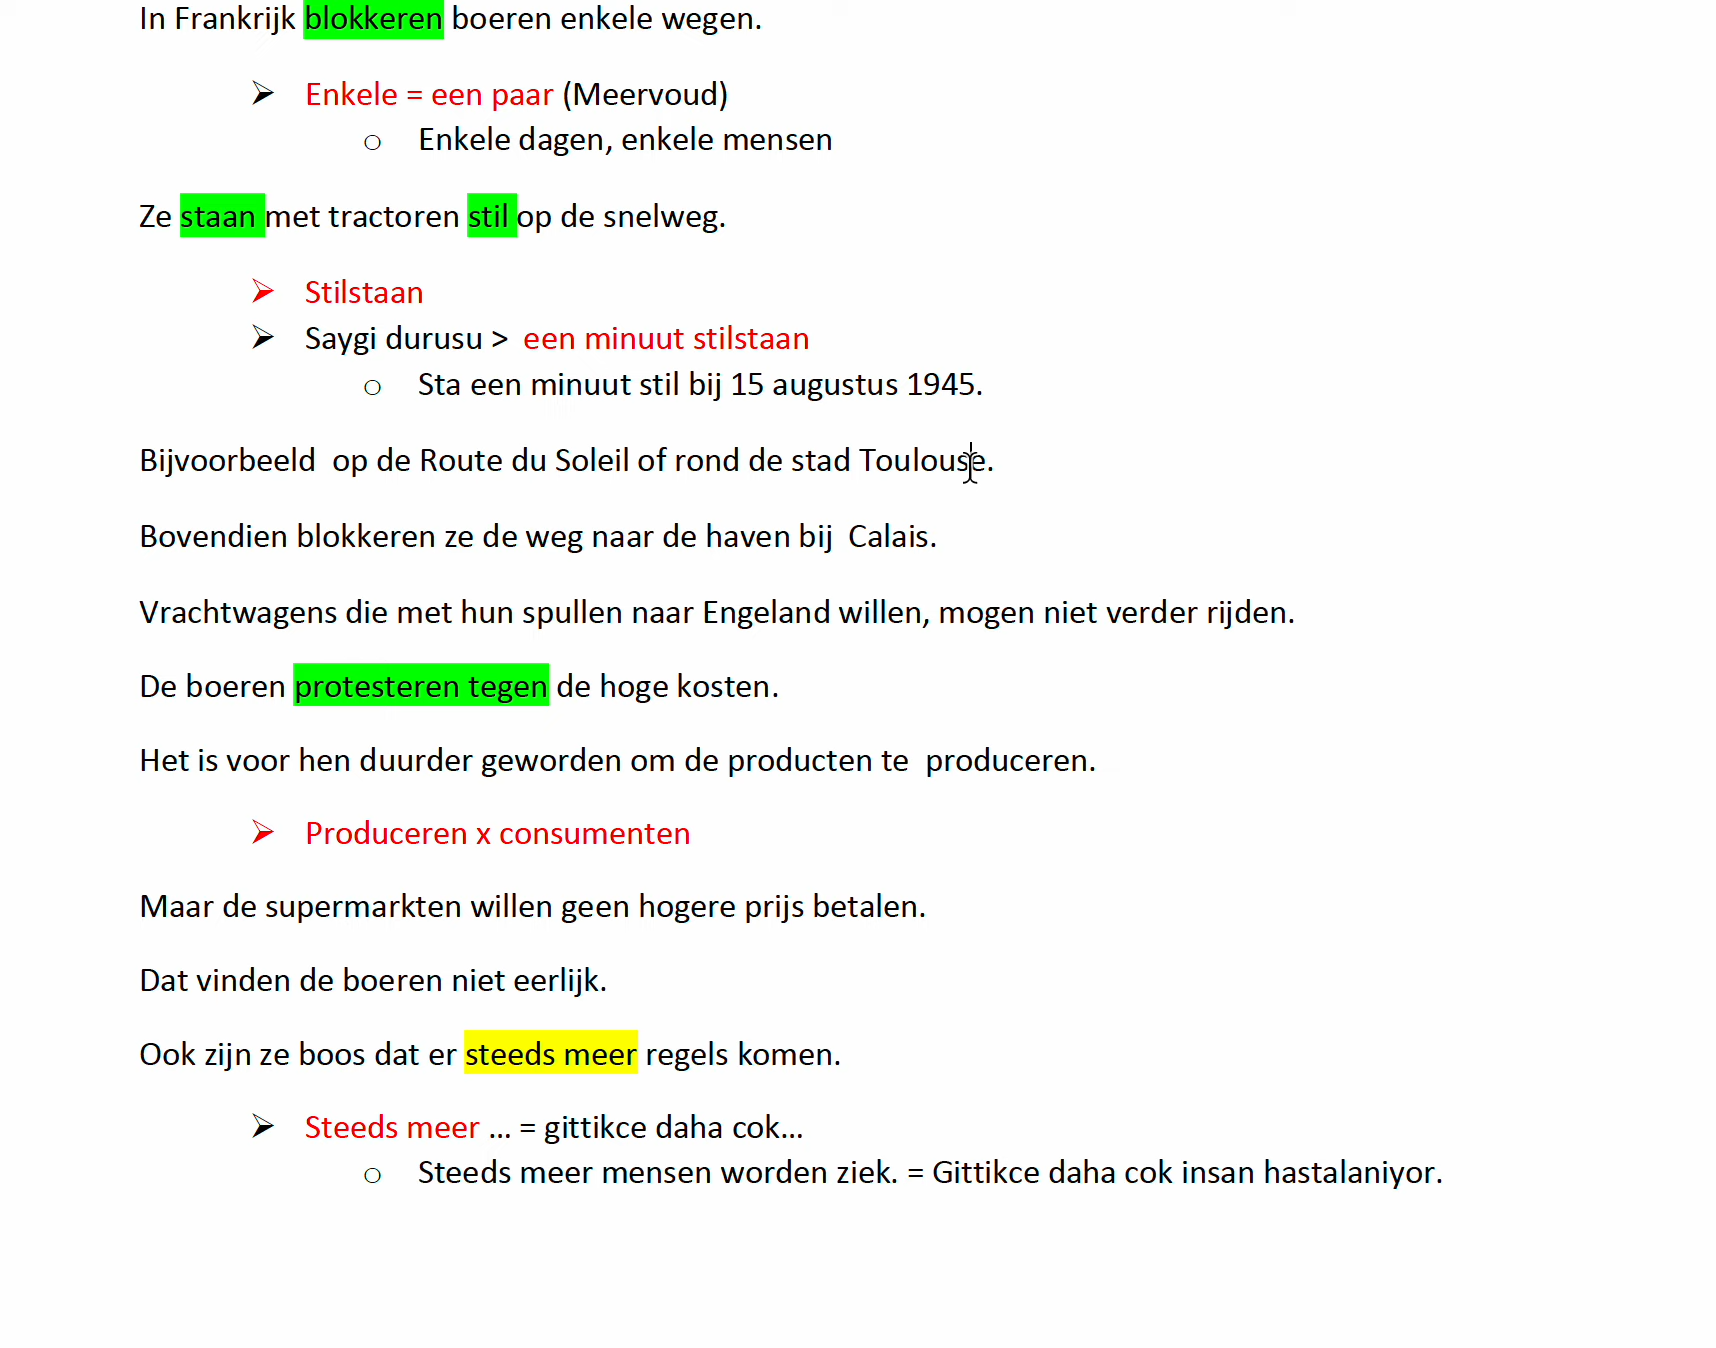 In Frankrijk blokkeren boeren enkele wegen.
➢ Enkele = een paar (Meervoud)
o Enkele dagen, enkele mensen
Ze staan met tractoren stil op de snelweg.
➢ Stilstaan
➢ Saygi durusu > een minuut stilstaan
o Sta een minuut stil bij 15 augustus 1945.
Bijvoorbeeld op de Route du Soleil of rond de stad Toulouse.
Bovendien blokkeren ze de weg naar de haven bij Calais.
Vrachtwagens die met hun spullen naar Engeland willen, mogen niet verder rijden.
De boeren protesteren tegen de hoge kosten.
Het is voor hen duurder geworden om de producten te produceren.
➢ Produceren x consumenten
Maar de supermarkten willen geen hogere prijs betalen.
Dat vinden de boeren niet eerlijk.
Ook zijn ze boos dat er steeds meer regels komen.
➢ Steeds meer ... = gittikce daha cok...
o Steeds meer mensen worden ziek. = Gittikce daha cok insan hastalaniyor.